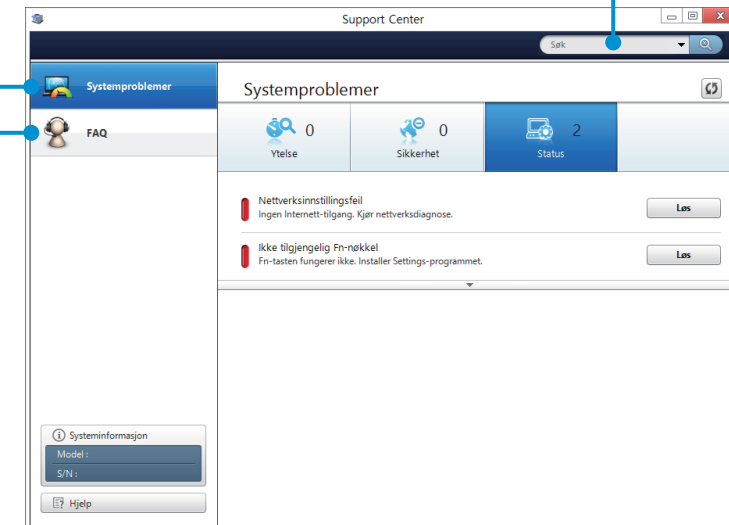 Support Center
Søk
Systemproblemer
FAQ
Systemproblemer
0
Ytelse
0
Sikkerhet
2
Status
Nettverksinnstillingsfeil
Ingen Internett-tilgang. Kjør nettverksdiagnose.
Løs
Ikke tilgjengelig Fn-nøkkel
Fn-tasten fungerer ikke. Installer Settings-programmet.
Løs
Systeminformasjon
Model :
S/N :
Hjelp